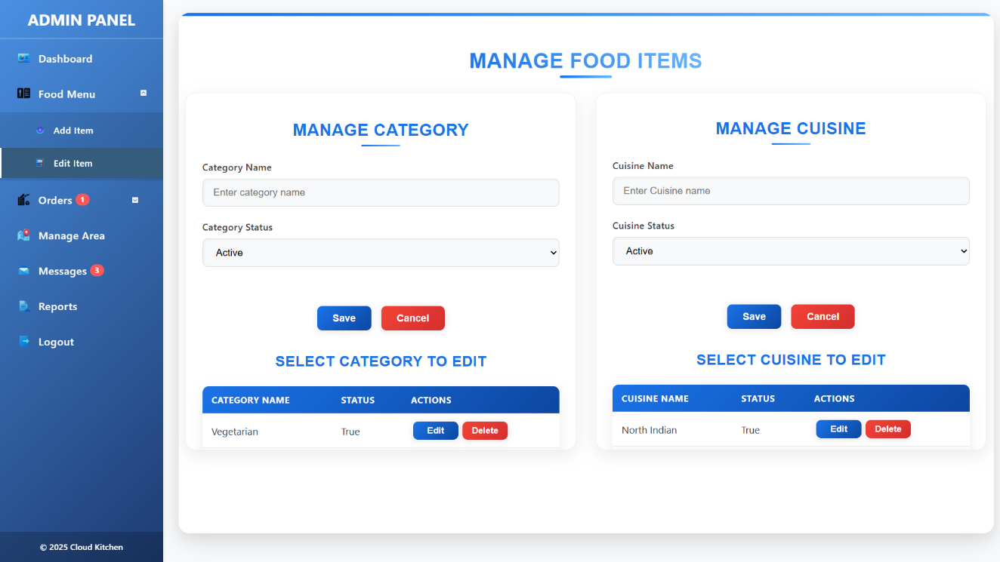 ADMIN PANEL
Dashboard
Food Menu
Add Item
Edit Item
Orders 1
Manage Area
Messages 3
Reports
Logout
© 2025 Cloud Kitchen
MANAGE FOOD ITEMS
MANAGE CATEGORY
Category Name
Enter category name
Category Status
Active
Save Cancel
SELECT CATEGORY TO EDIT
CATEGORY NAME STATUS ACTIONS
Vegetarian True Edit Delete
MANAGE CUISINE
Cuisine Name
Enter Cuisine name
Cuisine Status
Active
Save Cancel
SELECT CUISINE TO EDIT
CUISINE NAME STATUS ACTIONS
North Indian True Edit Delete